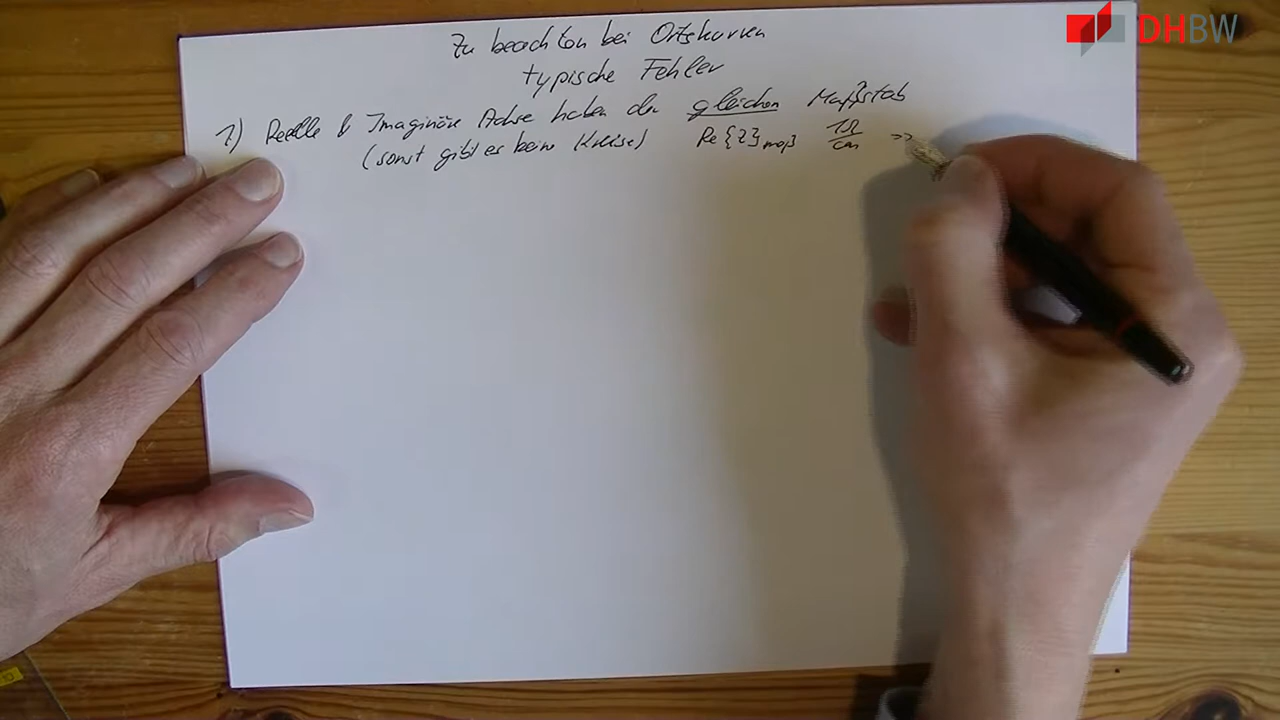 DHBW
Zu beachten bei Ortskurven
typische Fehler
1) Reelle & Imaginäre Achse haben den gleichen Maßstab
(sonst gibt es keine Kreise) Re{Z}maß 1Ω/cm =>